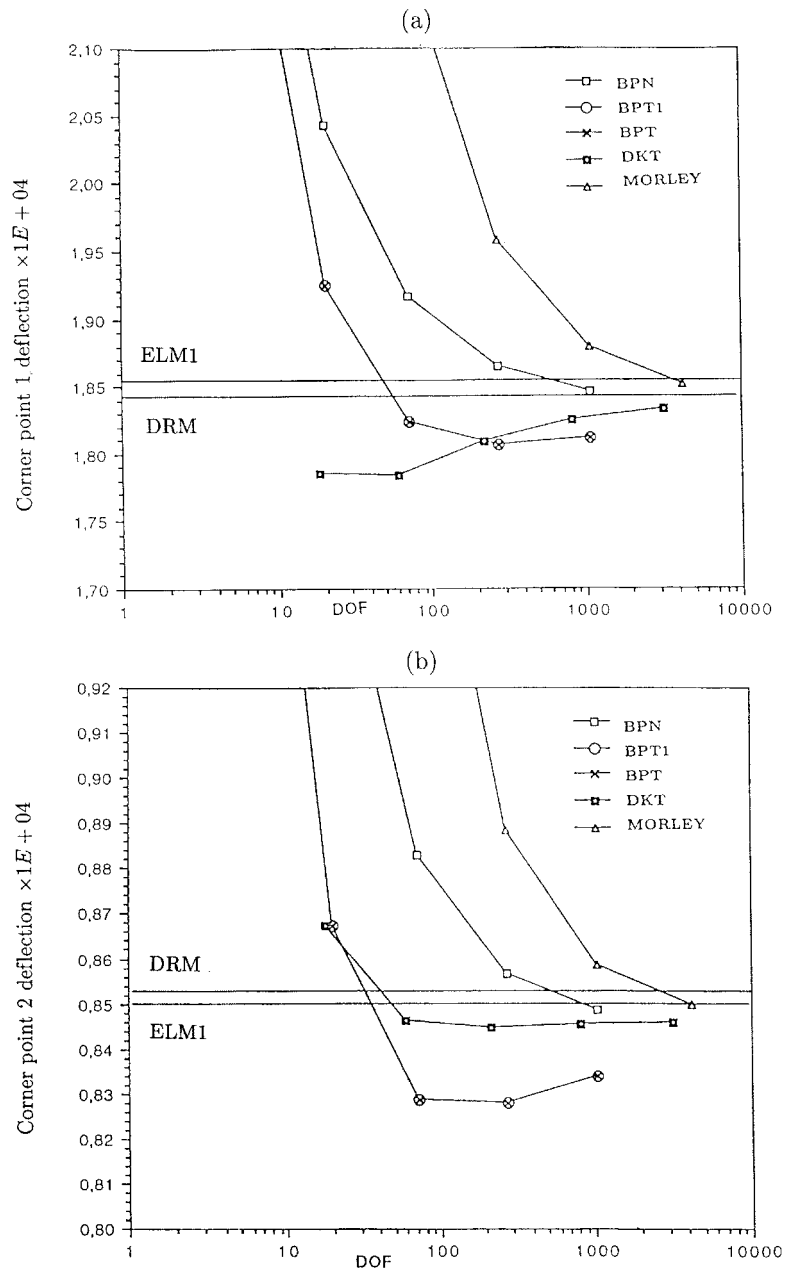 (a)
Corner point 1 deflection ×1E + 04
2,10
2,05
2,00
1,95
1,90
1,85
1,80
1,75
1,70
BPN
BPT1
BPT
DKT
MORLEY
ELM1
DRM
1
10
DOF
100
1000
10000
(b)
Corner point 2 deflection ×1E + 04
0,92
0,91
0,90
0,89
0,88
0,87
0,86
0,85
0,84
0,83
0,82
0,81
0,80
BPN
BPT1
BPT
DKT
MORLEY
DRM
ELM1
1
10
DOF
100
1000
10000